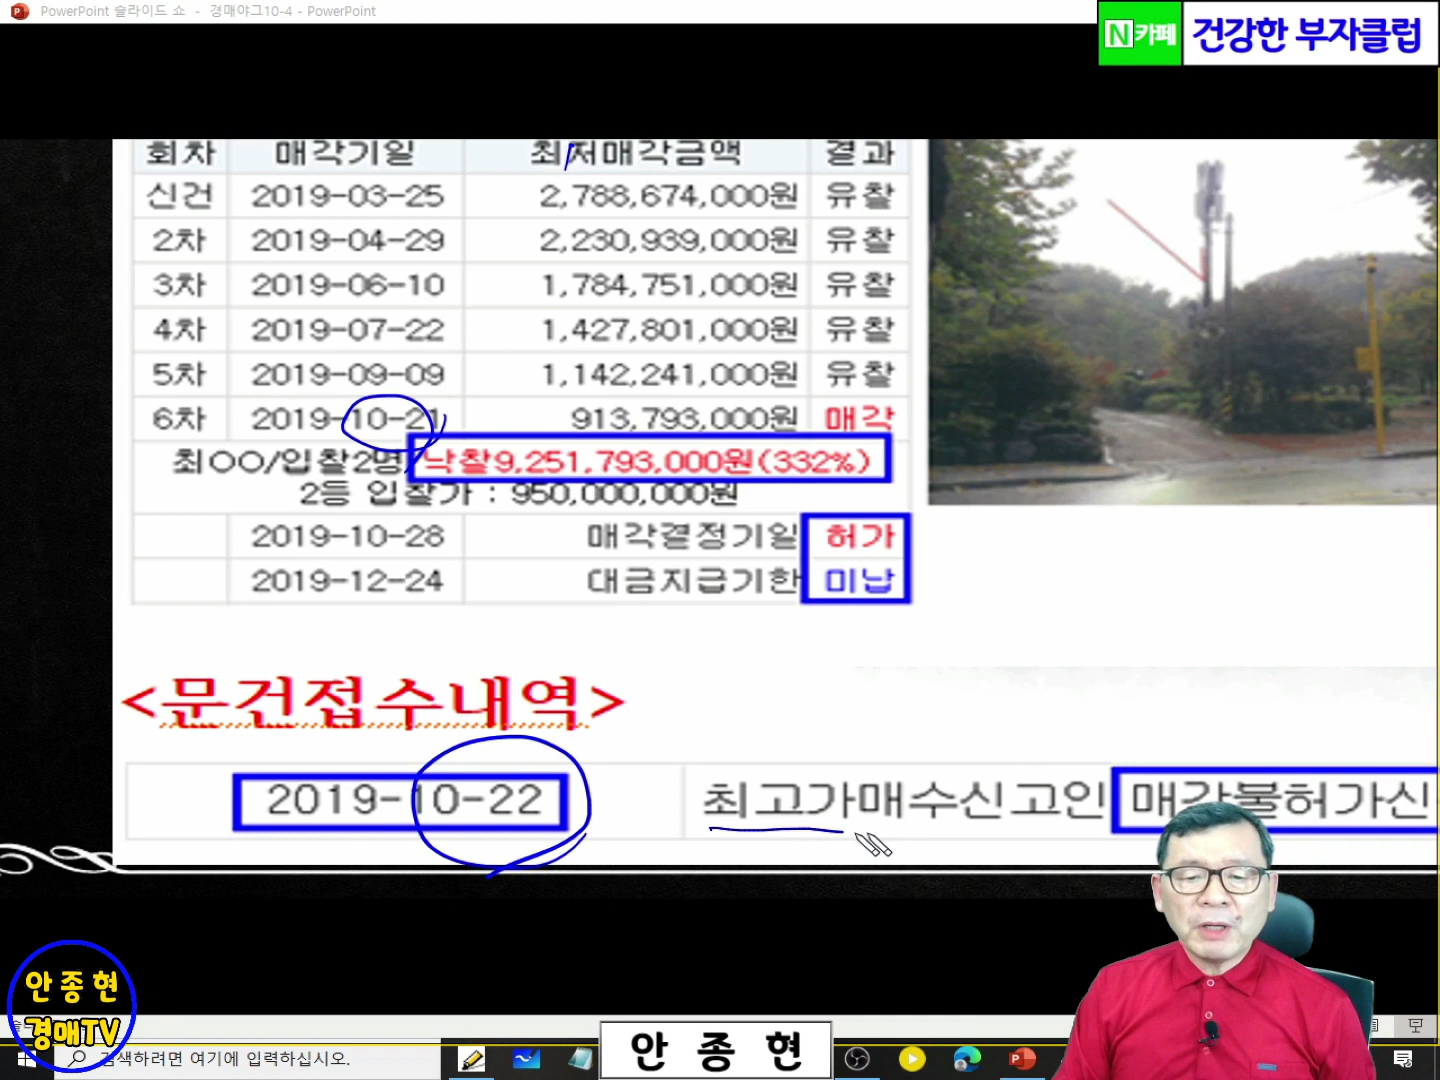 PowerPoint 슬라이드 쇼 - 경매야그10-4 - PowerPoint
N카페 건강한 부자클럽
회차 매각기일 최저매각금액 결과
신건 2019-03-25 2,788,674,000원 유찰
2차 2019-04-29 2,230,939,000원 유찰
3차 2019-06-10 1,784,751,000원 유찰
4차 2019-07-22 1,427,801,000원 유찰
5차 2019-09-09 1,142,241,000원 유찰
6차 2019-10-21 913,793,000원 매각
최○○/입찰2명/낙찰9,251,793,000원(332%)
2등 입찰가 : 950,000,000원
2019-10-28 매각결정기일 허가
2019-12-24 대금지급기한 미납
<문건접수내역>
2019-10-22 최고가매수신고인 매각불허가신
안종현
경매TV
검색하려면 여기에 입력하십시오.
안 종 현